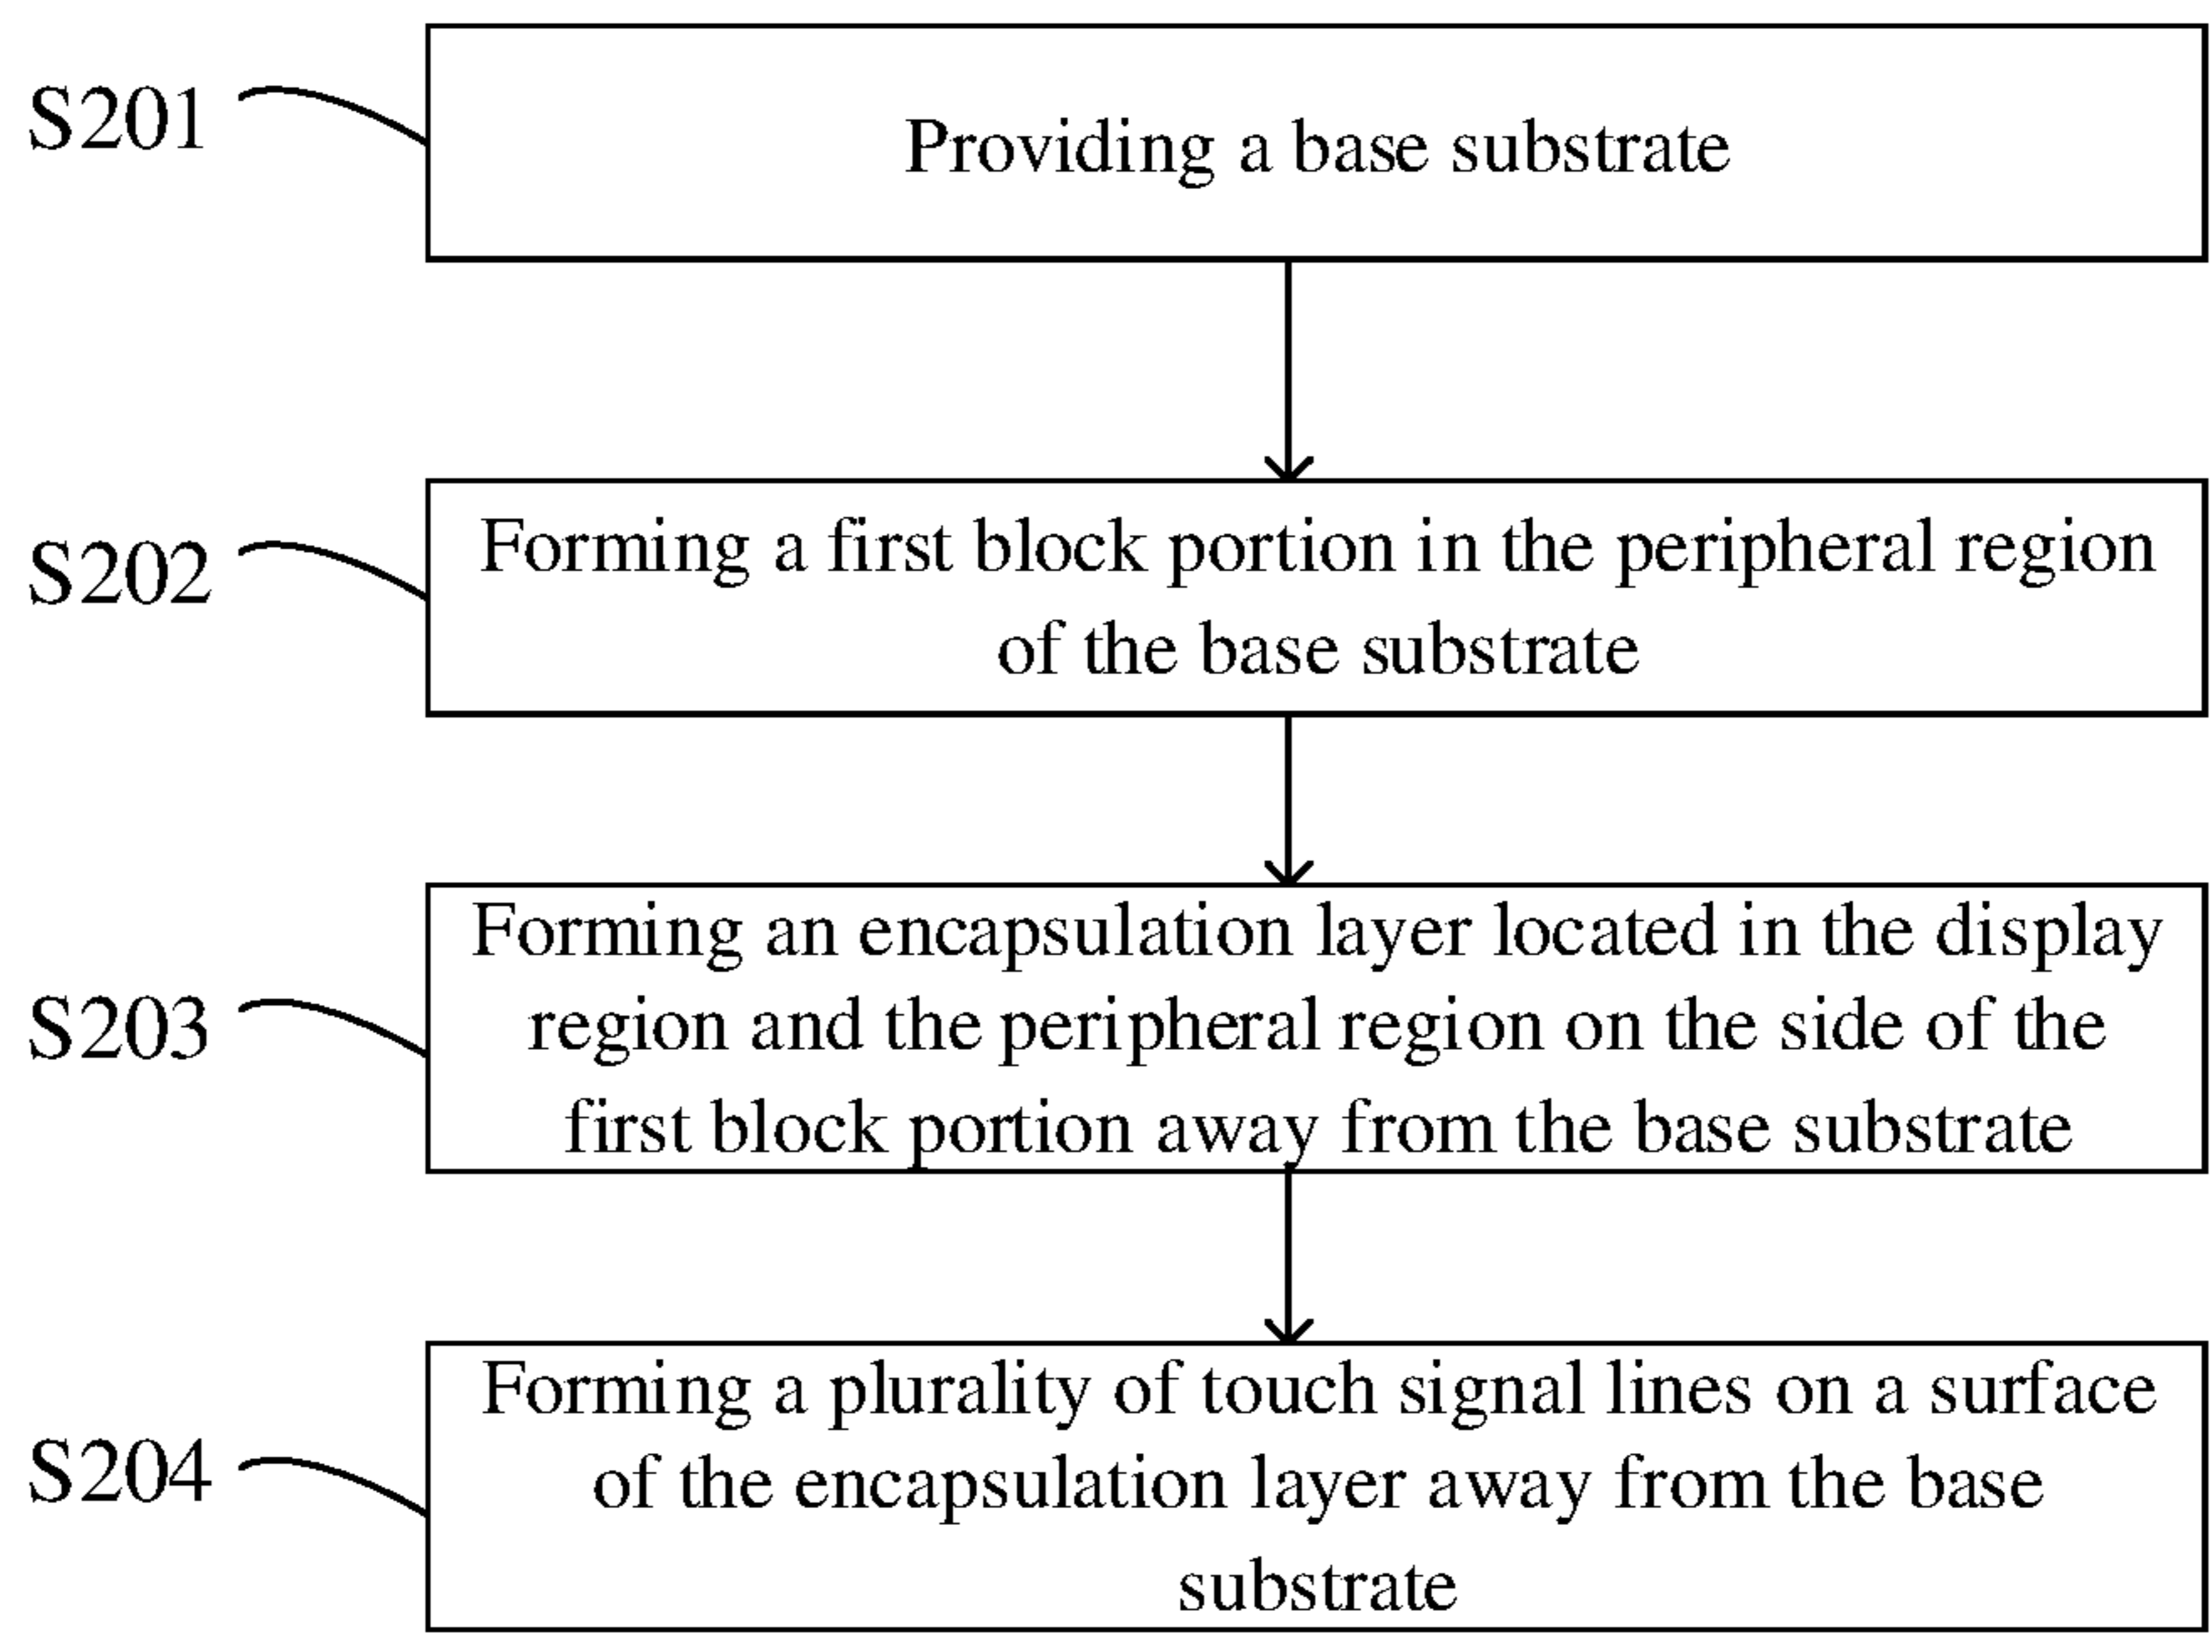 S201
Providing a base substrate
S202
Forming a first block portion in the peripheral region
of the base substrate
S203
Forming an encapsulation layer located in the display
region and the peripheral region on the side of the
first block portion away from the base substrate
S204
Forming a plurality of touch signal lines on a surface
of the encapsulation layer away from the base
substrate